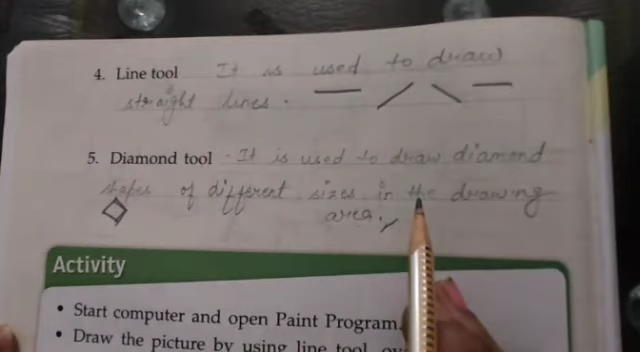 4. Line tool It is used to draw
straight lines.
5. Diamond tool - It is used to draw diamond
shapes of different sizes in the drawing
area.
Activity
• Start computer and open Paint Program.
• Draw the picture by using line tool, ov